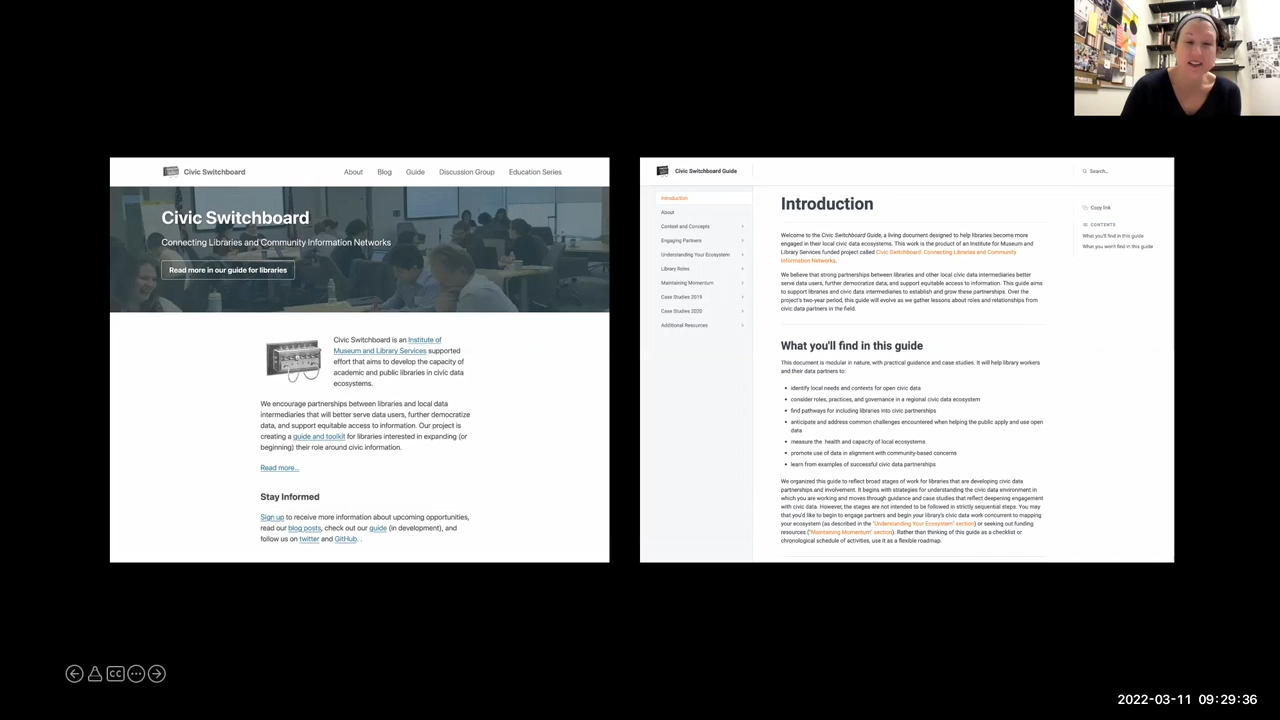 Civic Switchboard
About
Blog
Guide
Discussion Group
Education Series
Civic Switchboard
Connecting Libraries and Community Information Networks
Read more in our guide for libraries
Civic Switchboard is an Institute of
Museum and Library Services supported
effort that aims to develop the capacity of
academic and public libraries in civic data
ecosystems.
We encourage partnerships between libraries and local data
intermediaries that will better serve data users, further democratize
data, and support equitable access to information. Our project is
creating a guide and toolkit for libraries interested in expanding (or
beginning) their role around civic information.
Read more...
Stay Informed
Sign up to receive more information about upcoming opportunities,
read our blog posts, check out our guide (in development), and
follow us on twitter and GitHub. .
Civic Switchboard Guide
Search...
Introduction
About
Context and Concepts
Engaging Partners
Understanding Your Ecosystem
Library Roles
Maintaining Momentum
Case Studies 2019
Case Studies 2020
Additional Resources
Introduction
Welcome to the Civic Switchboard Guide, a living document designed to help libraries become more
engaged in their local civic data ecosystems. This work is the product of an Institute for Museum and
Library Services funded project called Civic Switchboard: Connecting Libraries and Community
Information Networks.
We believe that strong partnerships between libraries and other local civic data intermediaries better
serve data users, further democratize data, and support equitable access to information. This guide aims
to support libraries and civic data intermediaries to establish and grow these partnerships. Over the
project's two-year period, this guide will evolve as we gather lessons about roles and relationships from
civic data partners in the field.
What you'll find in this guide
This document is modular in nature, with practical guidance and case studies. It will help library workers
and their data partners to:
• identify local needs and contexts for open civic data
• consider roles, practices, and governance in a regional civic data ecosystem
• find pathways for including libraries into civic partnerships
• anticipate and address common challenges encountered when helping the public apply and use open
data
• measure the health and capacity of local ecosystems
• promote use of data in alignment with community-based concerns
• learn from examples of successful civic data partnerships
We organized this guide to reflect broad stages of work for libraries that are developing civic data
partnerships and involvement. It begins with strategies for understanding the civic data environment in
which you are working and moves through guidance and case studies that reflect deepening engagement
with civic data. However, the stages are not intended to be followed in strictly sequential steps. You may
that you'd like to begin to engage partners and begin your library's civic data work concurrent to mapping
your ecosystem (as described in the "Understanding Your Ecosystem" section) or seeking out funding
resources ("Maintaining Momentum" section). Rather than thinking of this guide as a checklist or
chronological schedule of activities, use it as a flexible roadmap.
Copy link
CONTENTS
What you'll find in this guide
What you won't find in this guide
CC
2022-03-11 09:29:36